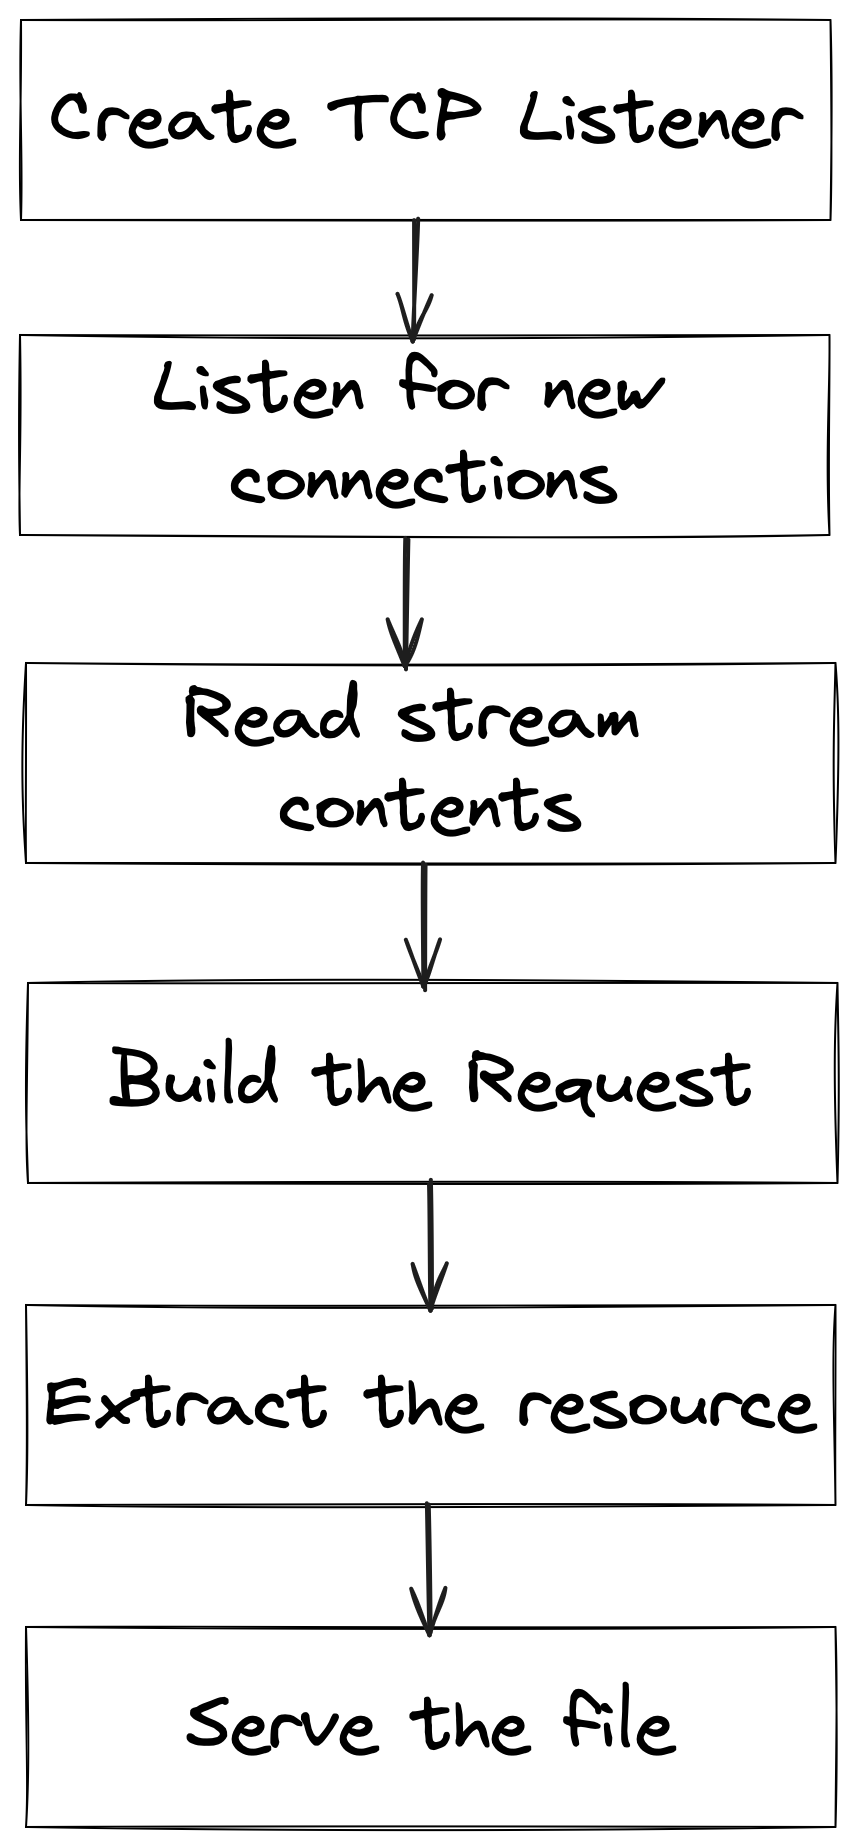 Create TCP Listener
Listen for new
connections
Read stream
contents
Build the Request
Extract the resource
Serve the file